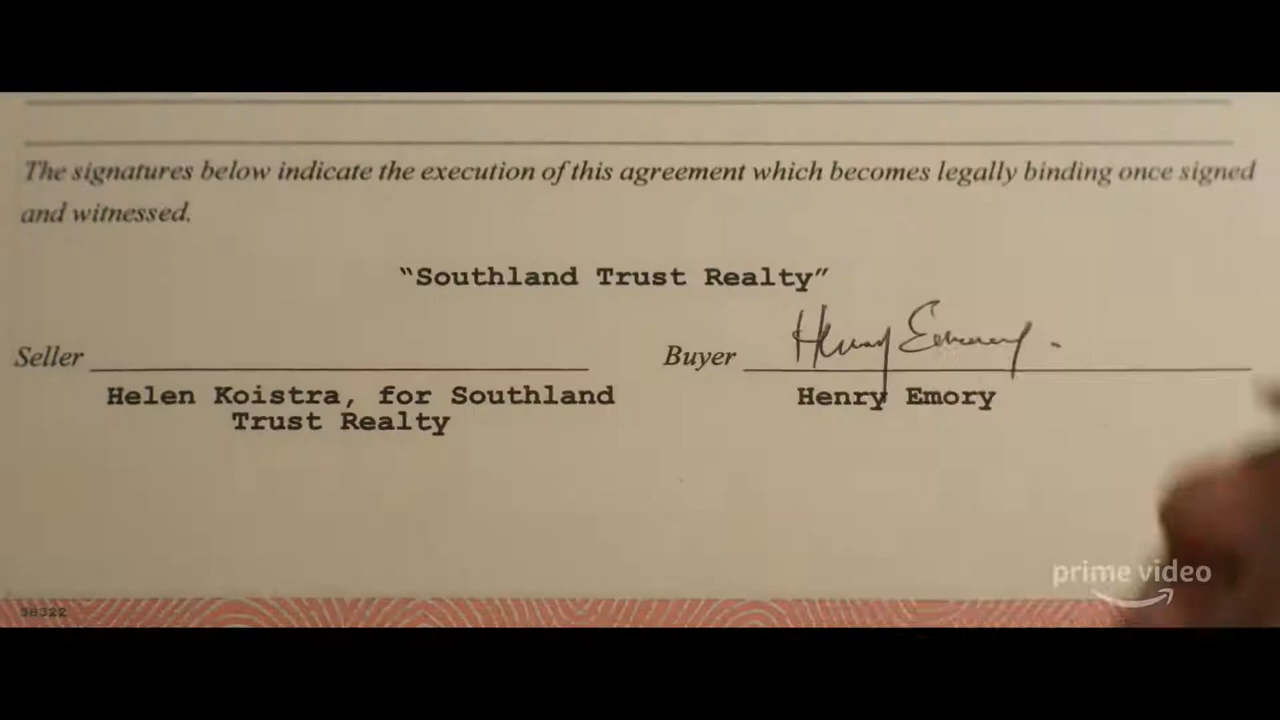 The signatures below indicate the execution of this agreement which becomes legally binding once signed
and witnessed.
“Southland Trust Realty”
Henry Emory.
Seller Buyer
Helen Koistra, for Southland Henry Emory
Trust Realty
prime video
38322